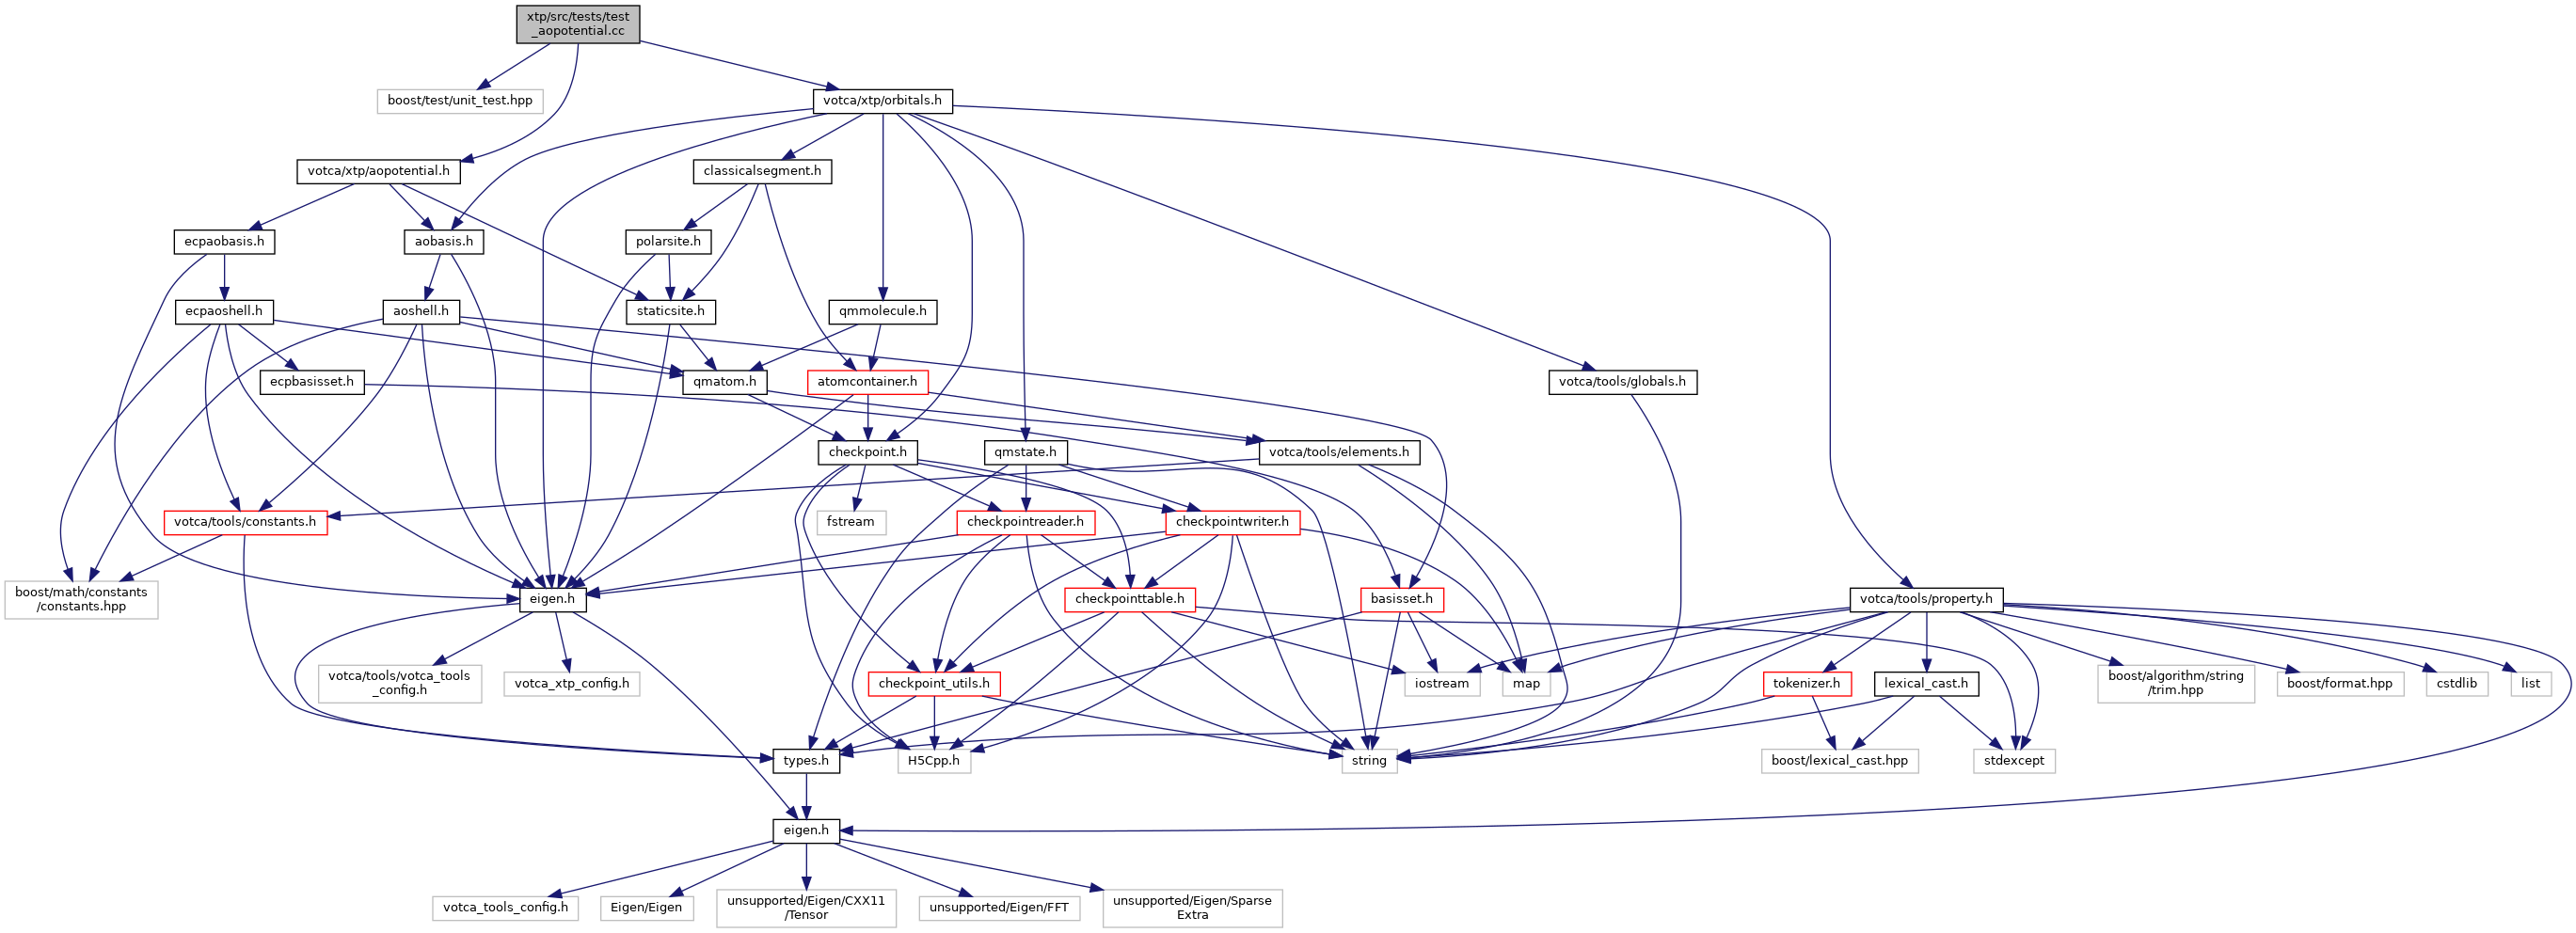 xtp/src/tests/test
_aopotential.cc
boost/test/unit_test.hpp
votca/xtp/orbitals.h
votca/xtp/aopotential.h
classicalsegment.h
ecpaobasis.h
aobasis.h
polarsite.h
ecpaoshell.h
aoshell.h
staticsite.h
qmmolecule.h
ecpbasisset.h
qmatom.h
atomcontainer.h
votca/tools/globals.h
checkpoint.h
qmstate.h
votca/tools/elements.h
votca/tools/constants.h
fstream
checkpointreader.h
checkpointwriter.h
boost/math/constants
/constants.hpp
eigen.h
checkpointtable.h
basisset.h
votca/tools/property.h
votca/tools/votca_tools
_config.h
votca_xtp_config.h
checkpoint_utils.h
iostream
map
tokenizer.h
lexical_cast.h
boost/algorithm/string
/trim.hpp
boost/format.hpp
cstdlib
list
types.h
H5Cpp.h
string
boost/lexical_cast.hpp
stdexcept
eigen.h
votca_tools_config.h
Eigen/Eigen
unsupported/Eigen/CXX11
/Tensor
unsupported/Eigen/FFT
unsupported/Eigen/Sparse
Extra